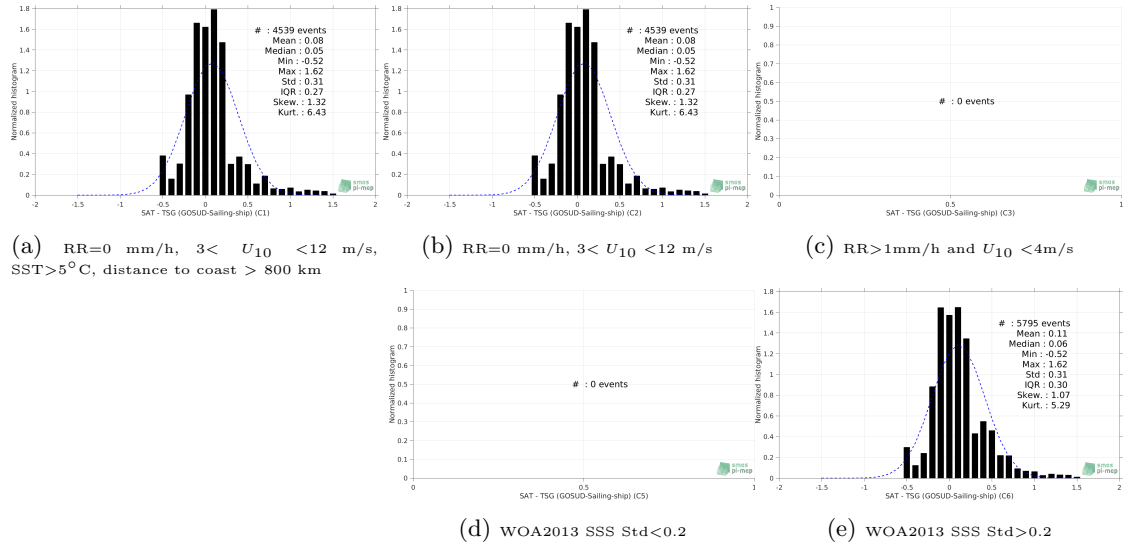 1.8
1.6
1.4
1.2
1
0.8
0.6
0.4
0.2
0
Normalized histogram
# : 4539 events
Mean : 0.08
Median : 0.05
Min : -0.52
Max : 1.62
Std : 0.31
IQR : 0.27
Skew. : 1.32
Kurt. : 6.43
smos
pi-mep
-2 -1.5 -1 -0.5 0 0.5 1 1.5 2
SAT - TSG (GOSUD-Sailing-ship) (C1)
(a) RR=0 mm/h, 3< U10 <12 m/s,
SST>5°C, distance to coast > 800 km
1.8
1.6
1.4
1.2
1
0.8
0.6
0.4
0.2
0
Normalized histogram
# : 4539 events
Mean : 0.08
Median : 0.05
Min : -0.52
Max : 1.62
Std : 0.31
IQR : 0.27
Skew. : 1.32
Kurt. : 6.43
smos
pi-mep
-2 -1.5 -1 -0.5 0 0.5 1 1.5 2
SAT - TSG (GOSUD-Sailing-ship) (C2)
(b) RR=0 mm/h, 3< U10 <12 m/s
1
0.9
0.8
0.7
0.6
0.5
0.4
0.3
0.2
0.1
0
Normalized histogram
# : 0 events
smos
pi-mep
0 0.5 1
SAT - TSG (GOSUD-Sailing-ship) (C3)
(c) RR>1mm/h and U10 <4m/s
1
0.9
0.8
0.7
0.6
0.5
0.4
0.3
0.2
0.1
0
Normalized histogram
# : 0 events
smos
pi-mep
0 0.5 1
SAT - TSG (GOSUD-Sailing-ship) (C5)
(d) WOA2013 SSS Std<0.2
1.8
1.6
1.4
1.2
1
0.8
0.6
0.4
0.2
0
Normalized histogram
# : 5795 events
Mean : 0.11
Median : 0.06
Min : -0.52
Max : 1.62
Std : 0.31
IQR : 0.30
Skew. : 1.07
Kurt. : 5.29
smos
pi-mep
-2 -1.5 -1 -0.5 0 0.5 1 1.5 2
SAT - TSG (GOSUD-Sailing-ship) (C6)
(e) WOA2013 SSS Std>0.2